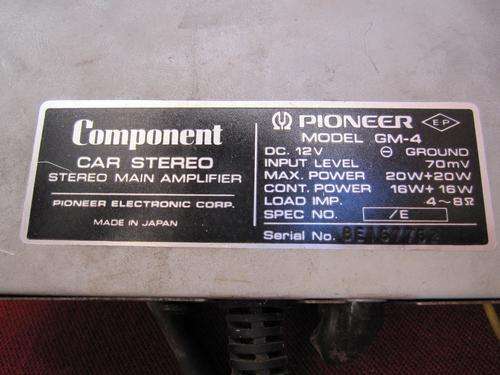 Component
CAR STEREO
STEREO MAIN AMPLIFIER
PIONEER ELECTRONIC CORP.
MADE IN JAPAN
PIONEER EP
MODEL GM-4
DC. 12V ⊖ GROUND
INPUT LEVEL 70mV
MAX. POWER 20W+20W
CONT. POWER 16W+16W
LOAD IMP. 4~8Ω
SPEC NO. /E
Serial No.